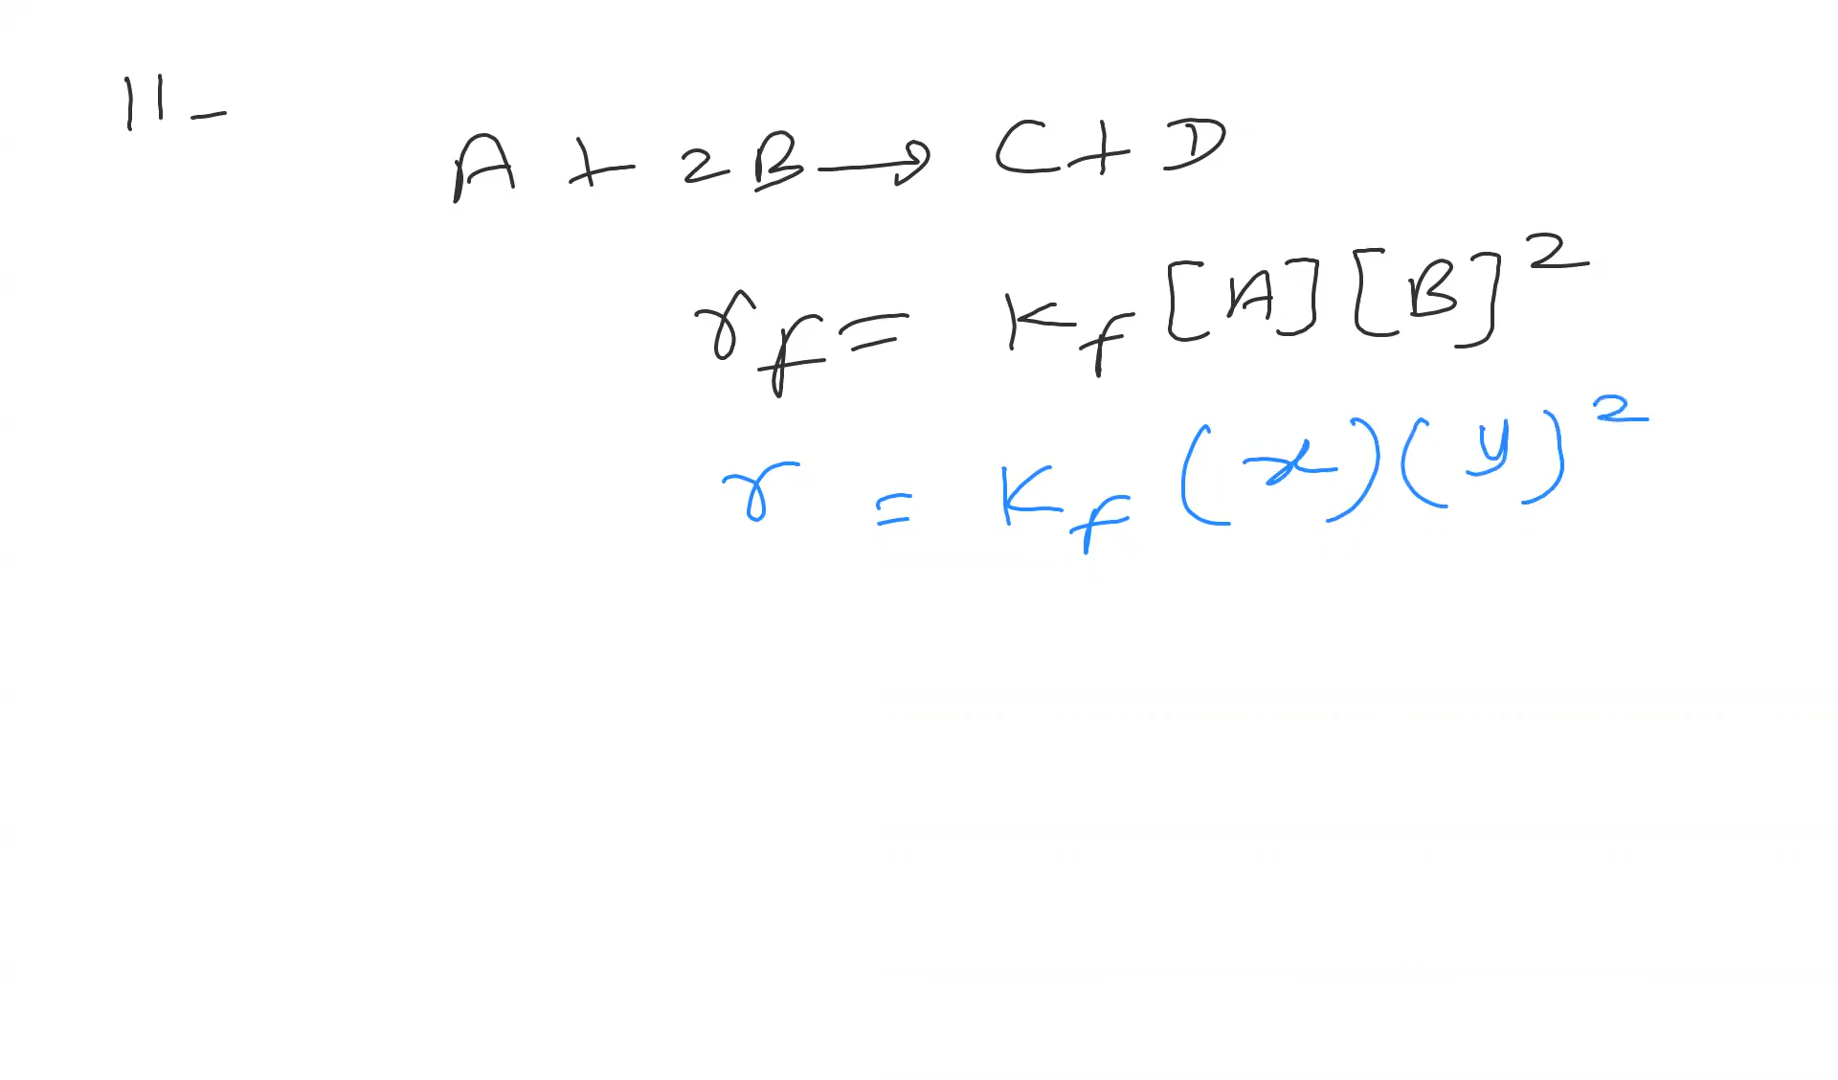 11-
A + 2B → C + D
r_f = K_f [A] [B]^2
r = K_f (x) (y)^2